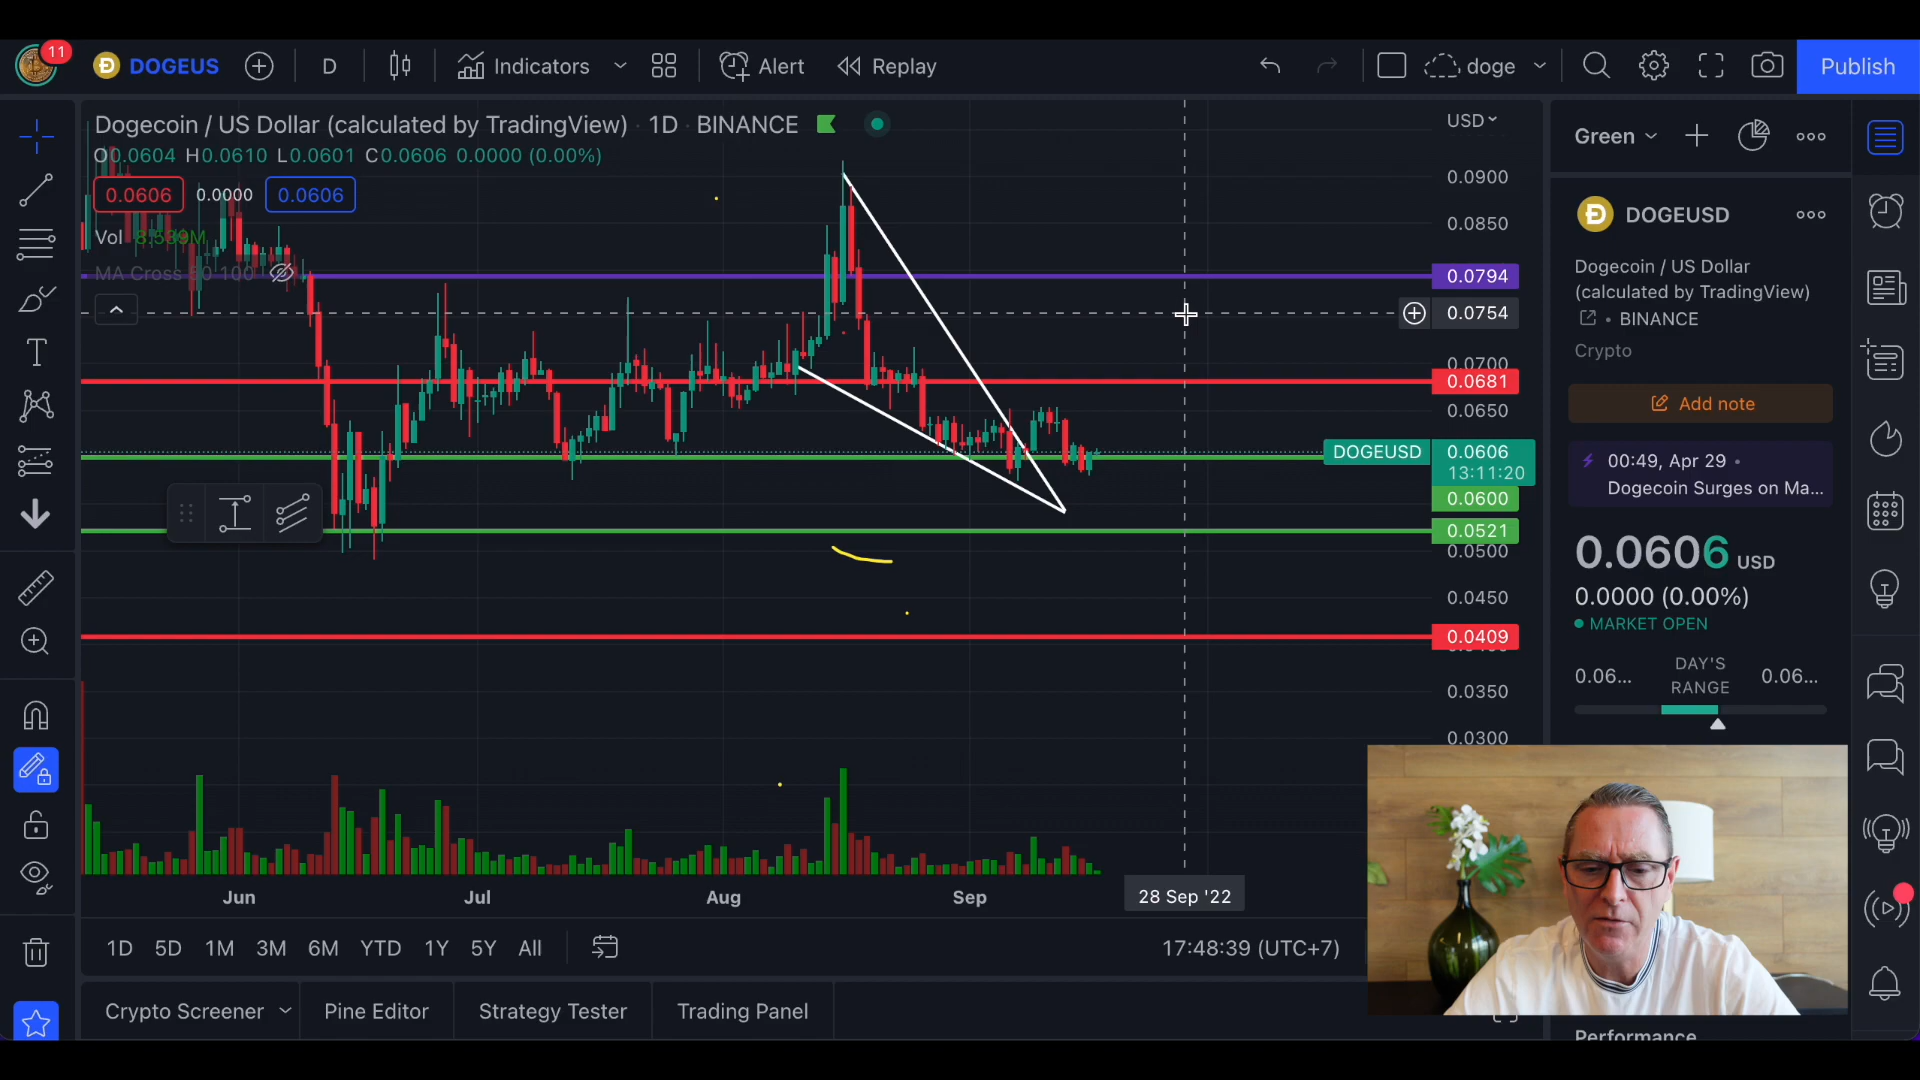 11
DOGEUS
D
Indicators
Alert
Replay
doge
Publish
Dogecoin / US Dollar (calculated by TradingView) · 1D · BINANCE
O0.0604 H0.0610 L0.0601 C0.0606 0.0000 (0.00%)
0.0606 0.0000 0.0606
Vol 8.589M
MA Cross 50 100
USD
0.0900
0.0850
0.0794
0.0754
0.0700
0.0681
0.0650
DOGEUSD 0.0606
13:11:20
0.0600
0.0521
0.0500
0.0450
0.0409
0.0350
0.0300
Jun Jul Aug Sep 28 Sep '22
1D 5D 1M 3M 6M YTD 1Y 5Y All
17:48:39 (UTC+7)
Crypto Screener Pine Editor Strategy Tester Trading Panel
Green
DOGEUSD
Dogecoin / US Dollar
(calculated by TradingView)
• BINANCE
Crypto
Add note
00:49, Apr 29 •
Dogecoin Surges on Ma...
0.0606 USD
0.0000 (0.00%)
MARKET OPEN
0.06... DAY'S RANGE 0.06...
Performance